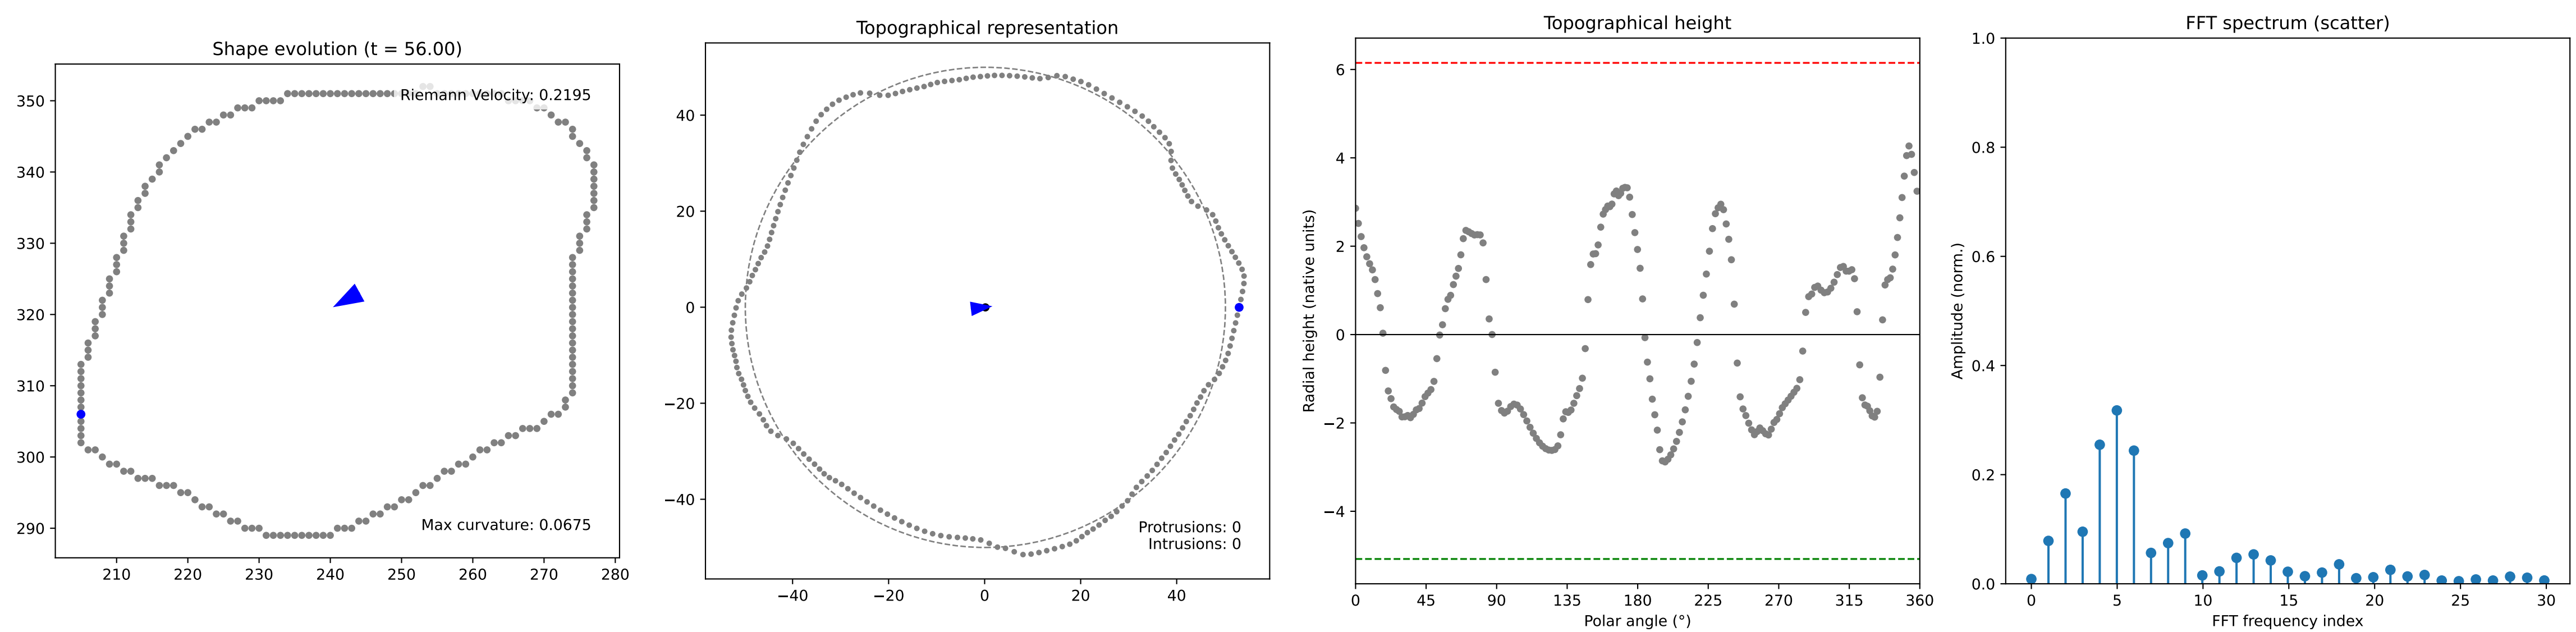 Shape evolution (t = 56.00)
350
340
330
320
310
300
290
210 220 230 240 250 260 270 280
Riemann Velocity: 0.2195
Max curvature: 0.0675
Topographical representation
40
20
0
−20
−40
−40 −20 0 20 40
Protrusions: 0
Intrusions: 0
Topographical height
Radial height (native units)
6
4
2
0
−2
−4
0 45 90 135 180 225 270 315 360
Polar angle (°)
FFT spectrum (scatter)
Amplitude (norm.)
1.0
0.8
0.6
0.4
0.2
0.0
0 5 10 15 20 25 30
FFT frequency index